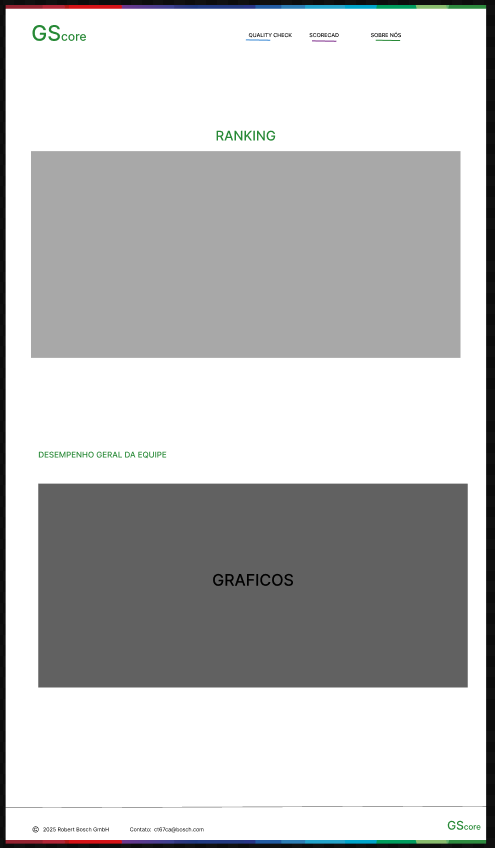 GScore
QUALITY CHECK SCORECAD SOBRE NÓS
RANKING
DESEMPENHO GERAL DA EQUIPE
GRAFICOS
© 2025 Robert Bosch GmbH Contato: ct67ca@bosch.com
GScore